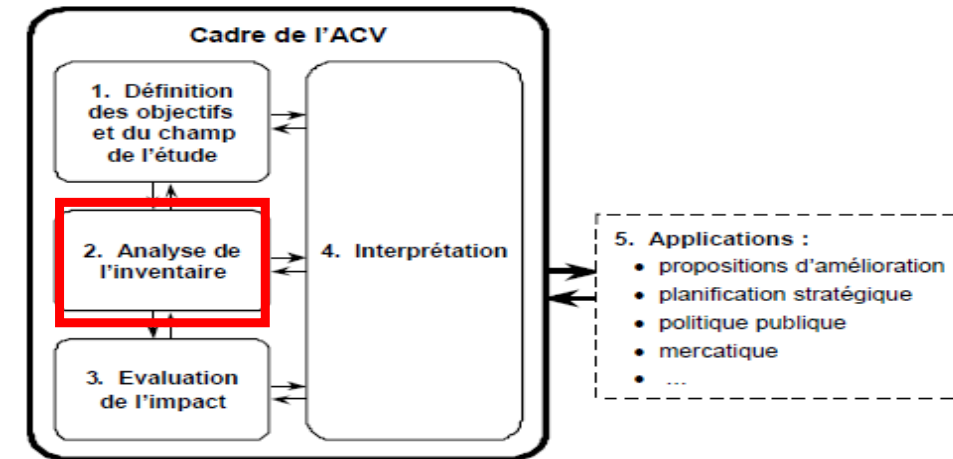 Cadre de l'ACV
1. Définition
des objectifs
et du champ
de l'étude
2. Analyse de
l'inventaire
3. Evaluation
de l'impact
4. Interprétation
5. Applications :
• propositions d'amélioration
• planification stratégique
• politique publique
• mercatique
• ...